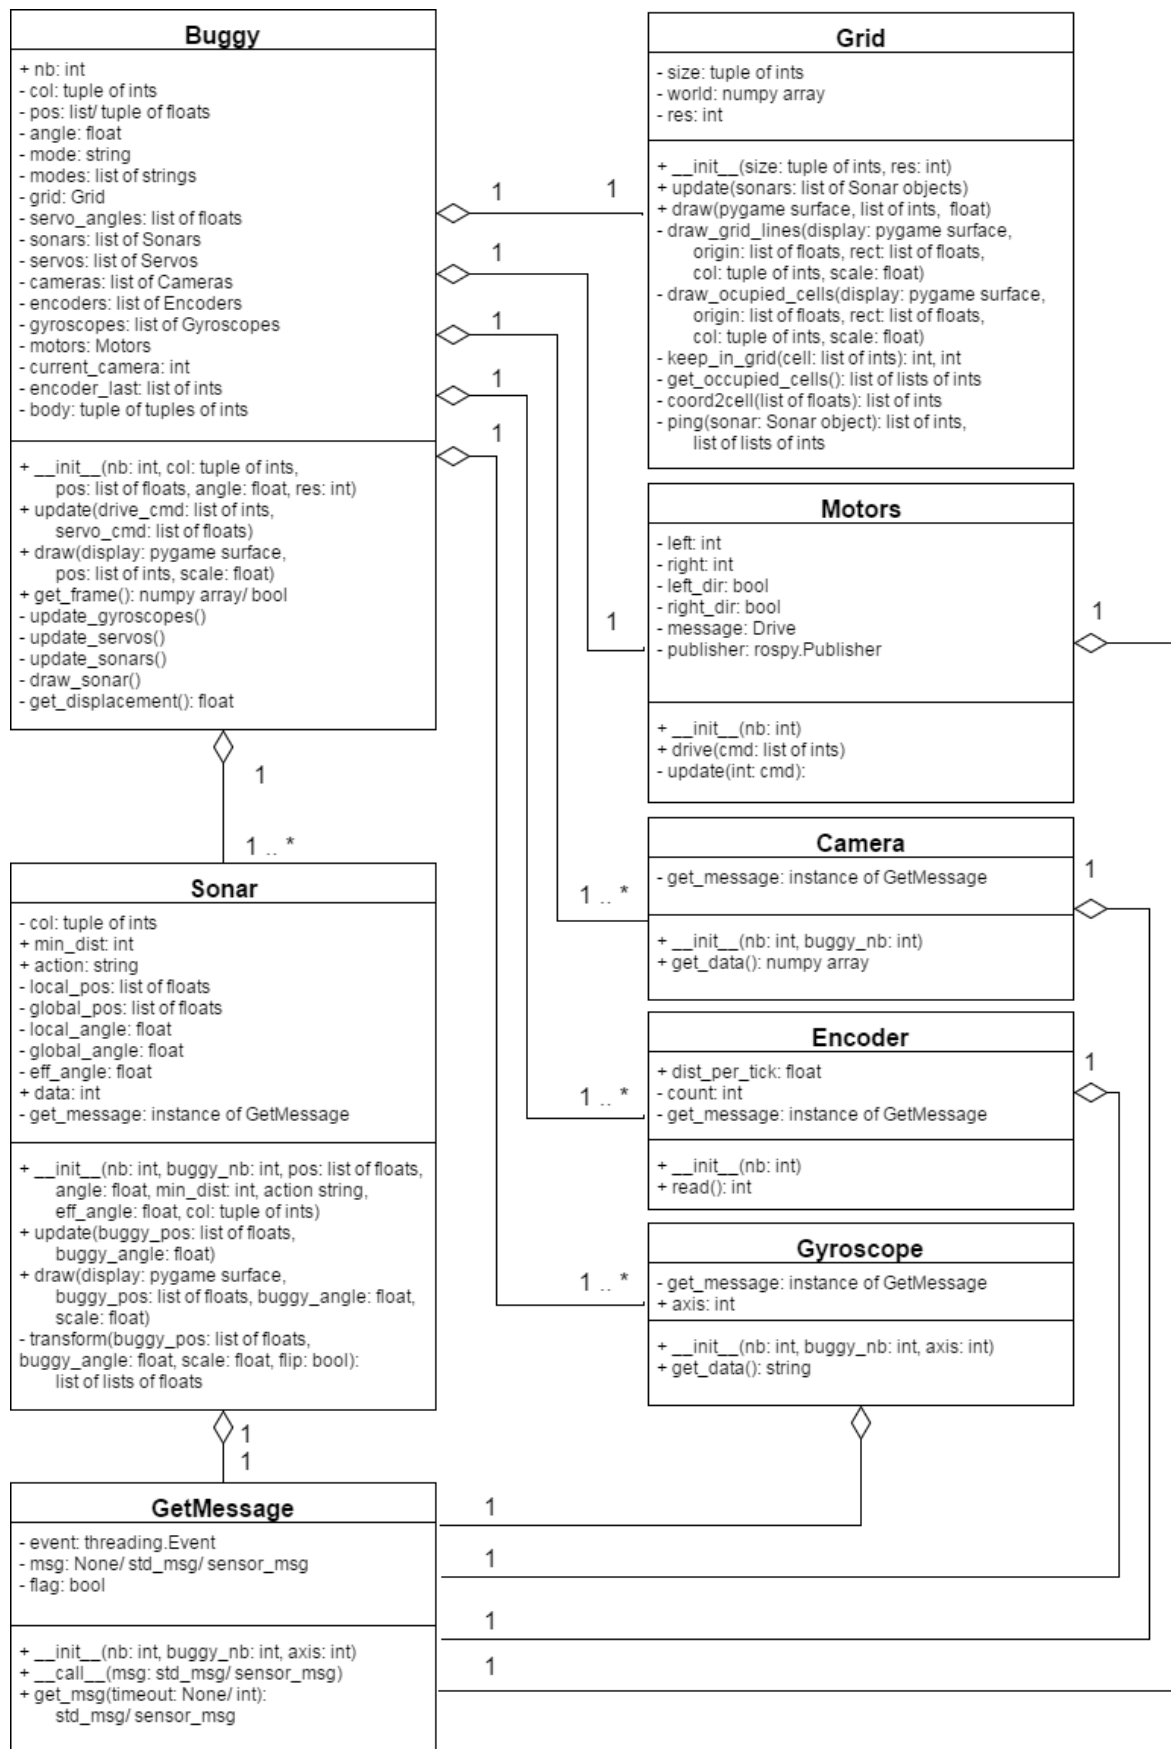 Buggy
+ nb: int
- col: tuple of ints
- pos: list/ tuple of floats
- angle: float
- mode: string
- modes: list of strings
- grid: Grid
- servo_angles: list of floats
- sonars: list of Sonars
- servos: list of Servos
- cameras: list of Cameras
- encoders: list of Encoders
- gyroscopes: list of Gyroscopes
- motors: Motors
- current_camera: int
- encoder_last: list of ints
- body: tuple of tuples of ints
+ __init__(nb: int, col: tuple of ints,
pos: list of floats, angle: float, res: int)
+ update(drive_cmd: list of ints,
servo_cmd: list of floats)
+ draw(display: pygame surface,
pos: list of ints, scale: float)
+ get_frame(): numpy array/ bool
- update_gyroscopes()
- update_servos()
- update_sonars()
- draw_sonar()
- get_displacement(): float
1
1
1
1
1
1
1
1
1 .. *
1 .. *
1 .. *
1
1 .. *
Grid
- size: tuple of ints
- world: numpy array
- res: int
+ __init__(size: tuple of ints, res: int)
+ update(sonars: list of Sonar objects)
+ draw(pygame surface, list of ints, float)
- draw_grid_lines(display: pygame surface,
origin: list of floats, rect: list of floats,
col: tuple of ints, scale: float)
- draw_ocupied_cells(display: pygame surface,
origin: list of floats, rect: list of floats,
col: tuple of ints, scale: float)
- keep_in_grid(cell: list of ints): int, int
- get_occupied_cells(): list of lists of ints
- coord2cell(list of floats): list of ints
- ping(sonar: Sonar object): list of ints,
list of lists of ints
Motors
- left: int
- right: int
- left_dir: bool
- right_dir: bool
- message: Drive
- publisher: rospy.Publisher
+ __init__(nb: int)
+ drive(cmd: list of ints)
- update(int: cmd):
1
Camera
- get_message: instance of GetMessage
+ __init__(nb: int, buggy_nb: int)
+ get_data(): numpy array
1
Encoder
+ dist_per_tick: float
- count: int
- get_message: instance of GetMessage
+ __init__(nb: int)
+ read(): int
1
Gyroscope
- get_message: instance of GetMessage
+ axis: int
+ __init__(nb: int, buggy_nb: int, axis: int)
+ get_data(): string
Sonar
- col: tuple of ints
+ min_dist: int
+ action: string
- local_pos: list of floats
- global_pos: list of floats
- local_angle: float
- global_angle: float
- eff_angle: float
+ data: int
- get_message: instance of GetMessage
+ __init__(nb: int, buggy_nb: int, pos: list of floats,
angle: float, min_dist: int, action string,
eff_angle: float, col: tuple of ints)
+ update(buggy_pos: list of floats,
buggy_angle: float)
+ draw(display: pygame surface,
buggy_pos: list of floats, buggy_angle: float,
scale: float)
- transform(buggy_pos: list of floats,
buggy_angle: float, scale: float, flip: bool):
list of lists of floats
1
1
GetMessage
- event: threading.Event
- msg: None/ std_msg/ sensor_msg
- flag: bool
+ __init__(nb: int, buggy_nb: int, axis: int)
+ __call__(msg: std_msg/ sensor_msg)
+ get_msg(timeout: None/ int):
std_msg/ sensor_msg
1
1
1
1